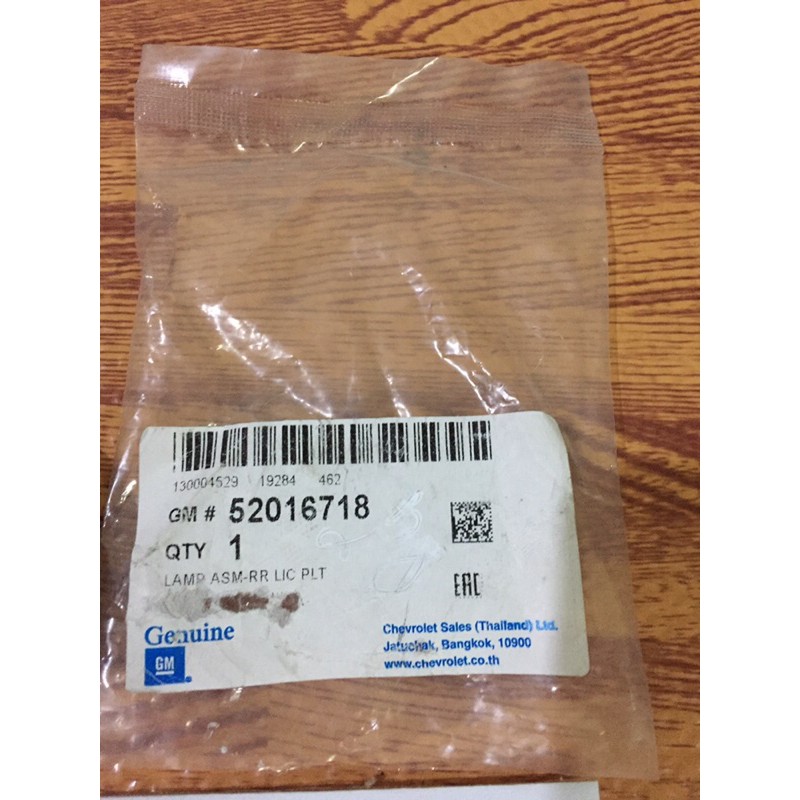 130004529 19284 462
GM # 52016718
QTY 1
LAMP ASM-RR LIC PLT
EAC
Genuine
GM
Chevrolet Sales (Thailand) Ltd.
Jatuchak, Bangkok, 10900
www.chevrolet.co.th